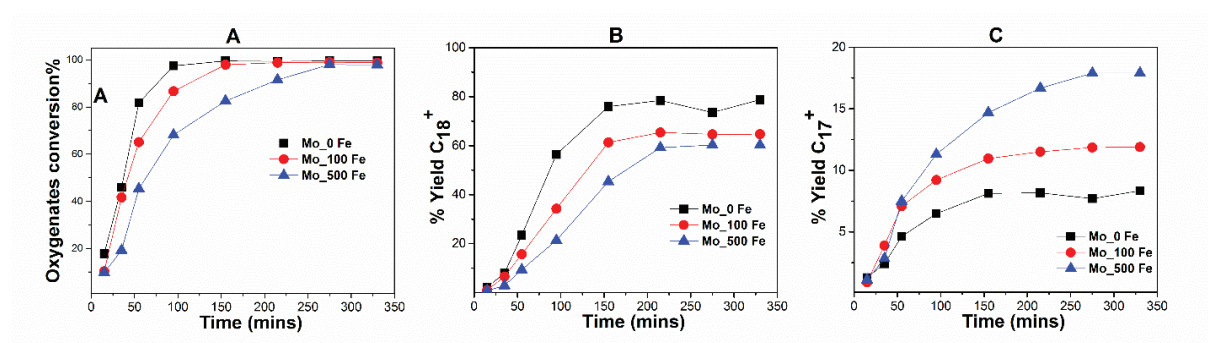 A
Oxygenates conversion%
A
100
80
60
40
20
0 50 100 150 200 250 300 350
Time (mins)
Mo_0 Fe
Mo_100 Fe
Mo_500 Fe
B
% Yield C18+
100
80
60
40
20
0 50 100 150 200 250 300 350
Time (mins)
Mo_0 Fe
Mo_100 Fe
Mo_500 Fe
C
% Yield C17+
20
15
10
5
0 50 100 150 200 250 300 350
Time (mins)
Mo_0 Fe
Mo_100 Fe
Mo_500 Fe